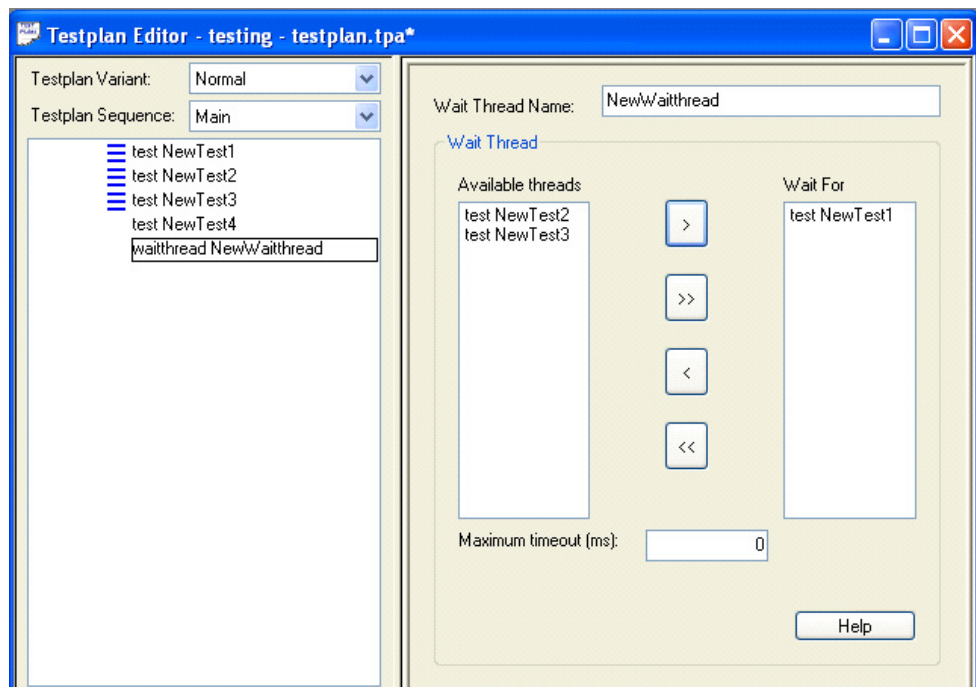 Testplan Editor - testing - testplan.tpa*
Testplan Variant: Normal
Testplan Sequence: Main
test NewTest1
test NewTest2
test NewTest3
test NewTest4
waitthread NewWaitthread
Wait Thread Name: NewWaitthread
Wait Thread
Available threads
test NewTest2
test NewTest3
>
>>
<
<<
Wait For
test NewTest1
Maximum timeout (ms): 0
Help